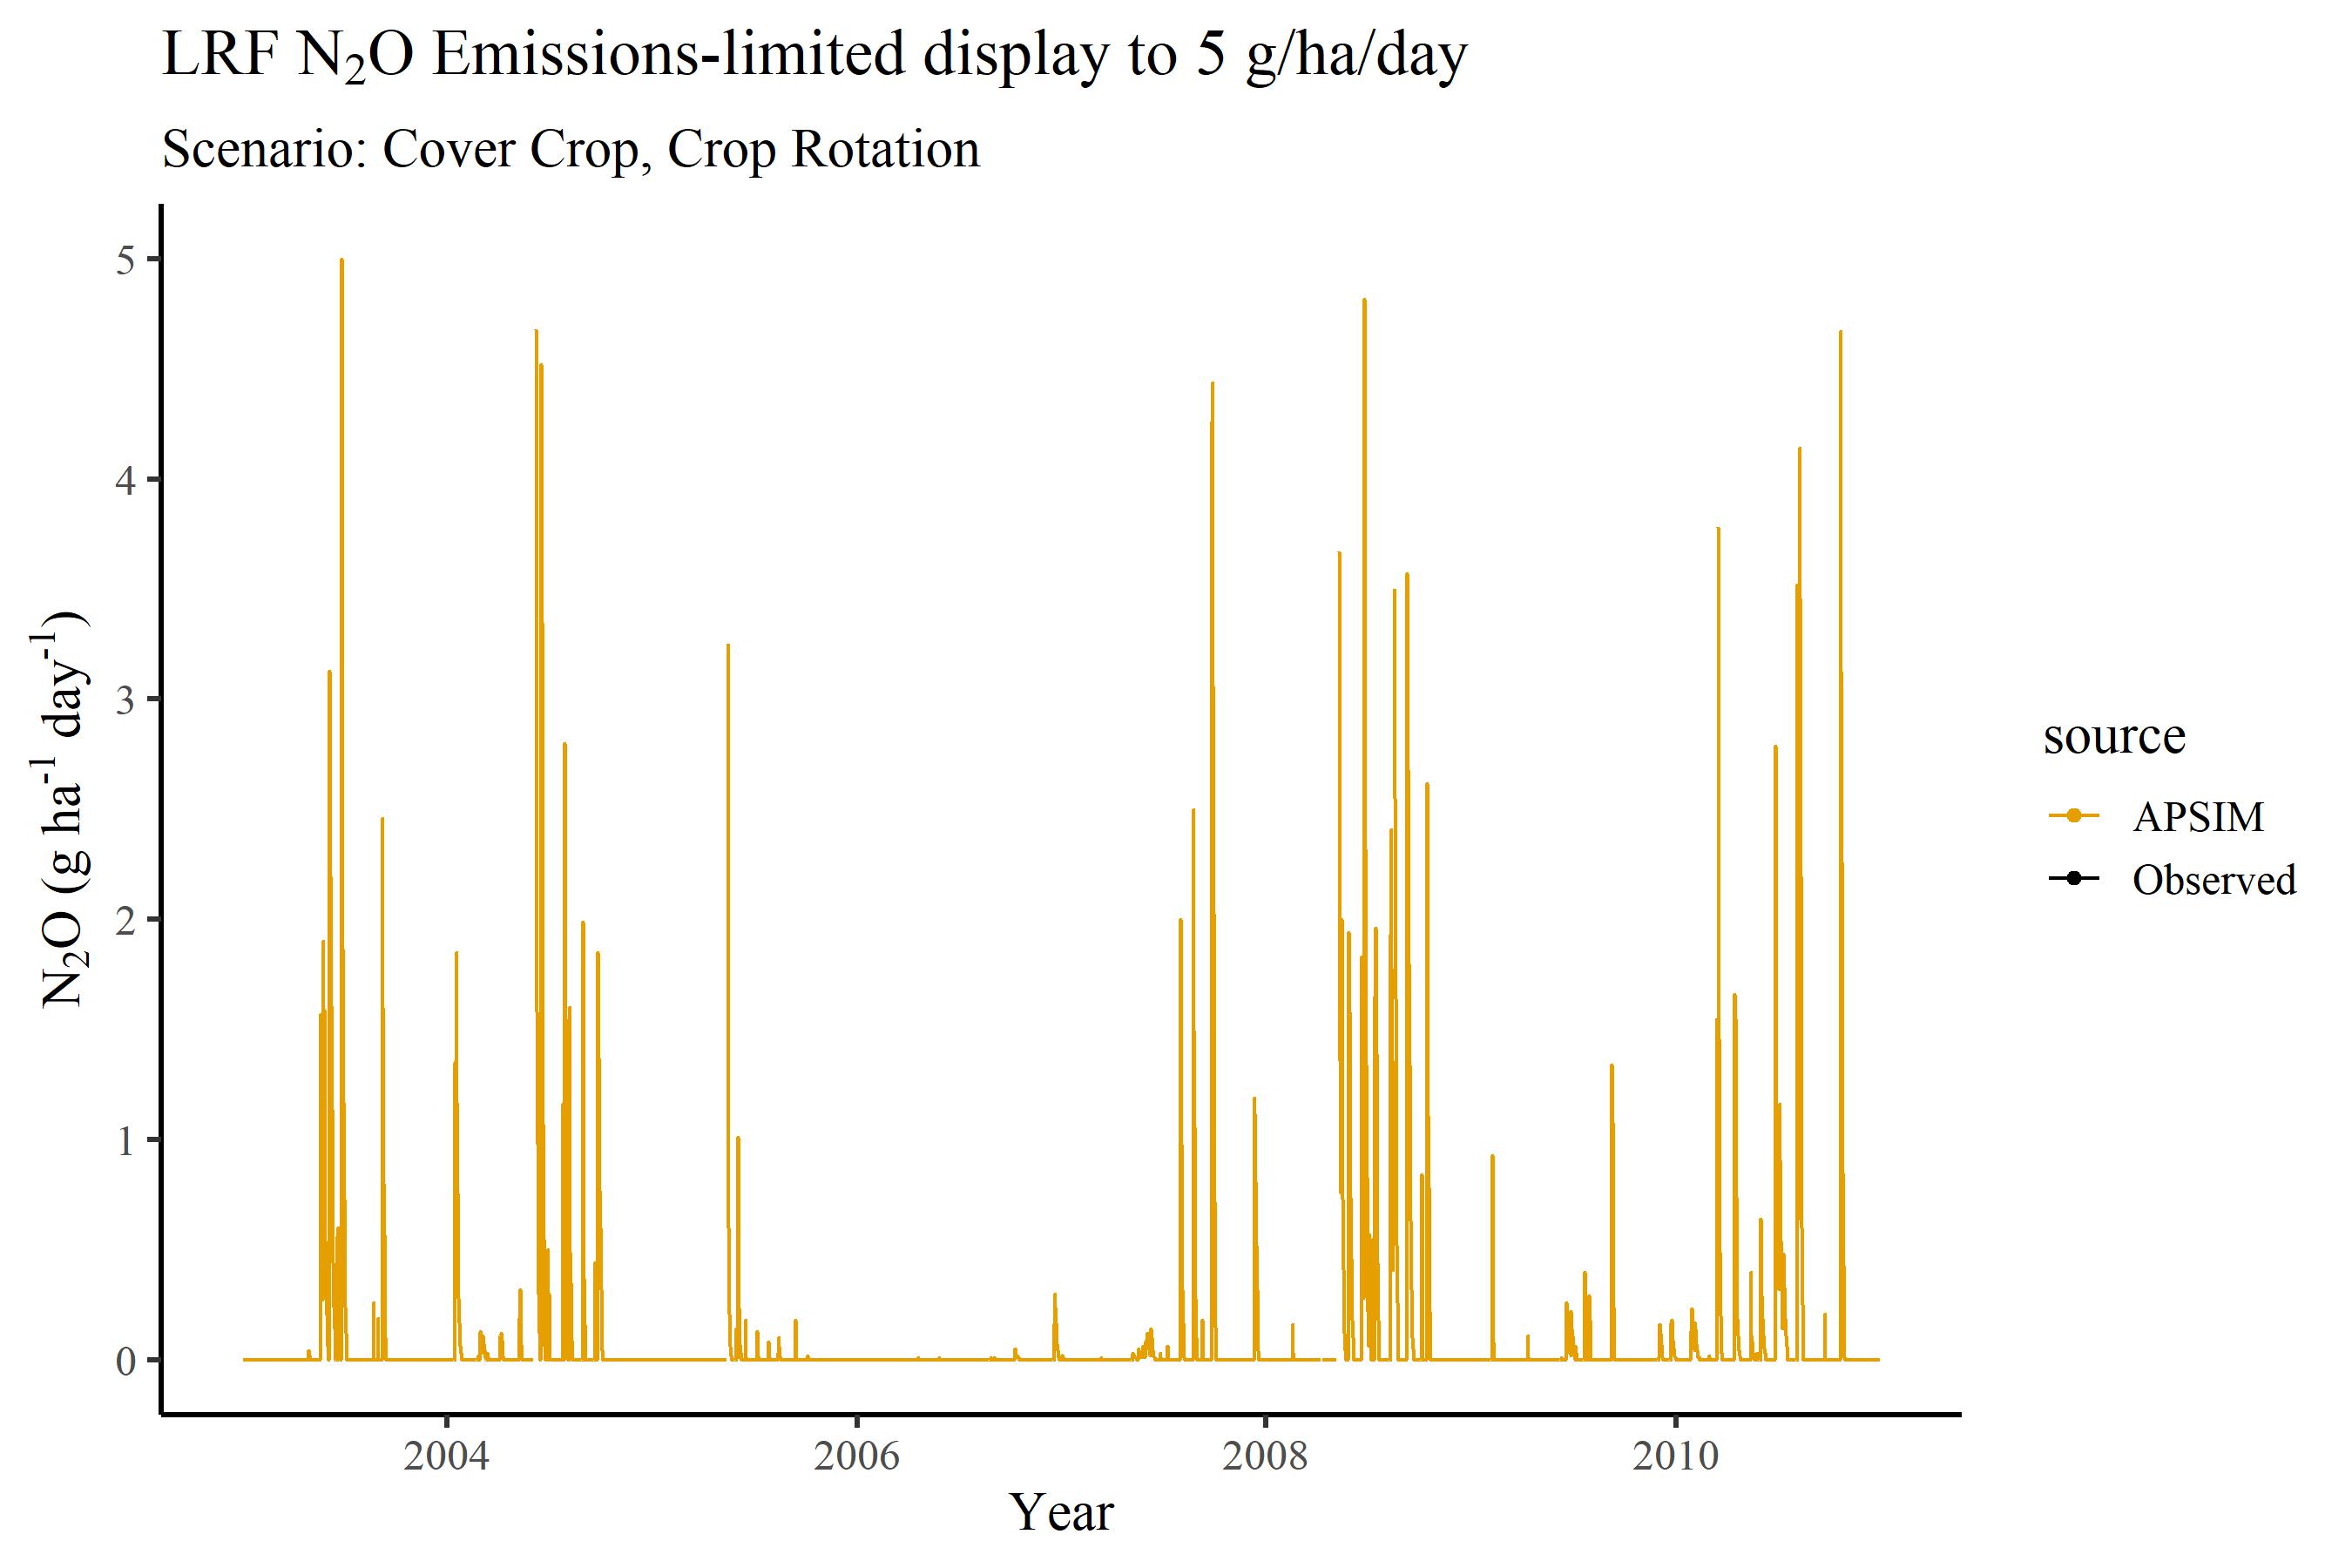 LRF N₂O Emissions-limited display to 5 g/ha/day
Scenario: Cover Crop, Crop Rotation
N₂O (g ha⁻¹ day⁻¹)
5
4
3
2
1
0
2004 2006 2008 2010
Year
source
APSIM
Observed